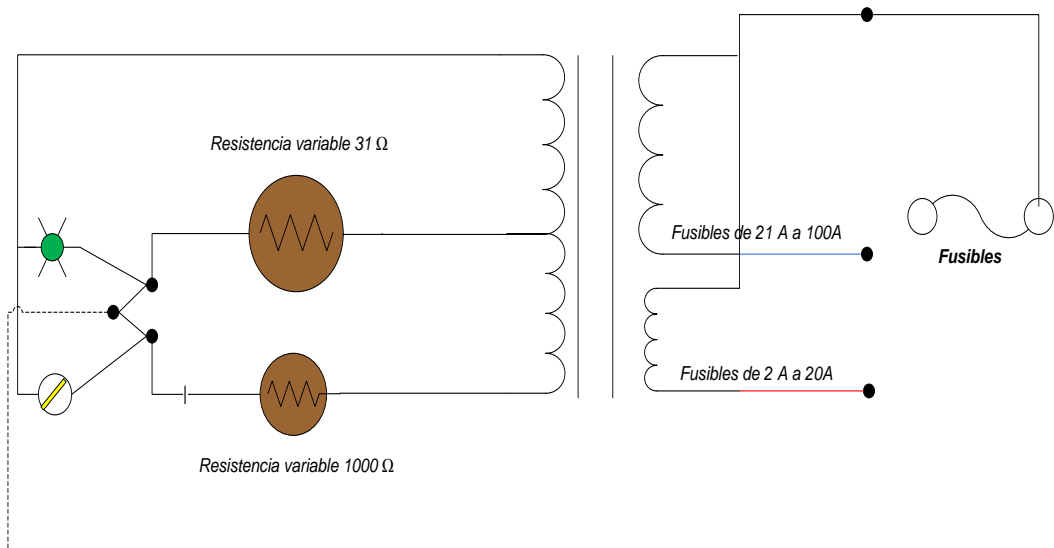 Resistencia variable 31 Ω
Fusibles de 21 A a 100A
Fusibles
Fusibles de 2 A a 20A
Resistencia variable 1000 Ω